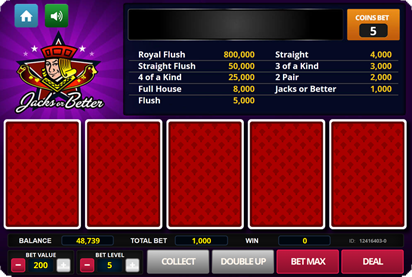 COINS BET
5
Royal Flush 800,000 Straight 4,000
Straight Flush 50,000 3 of a Kind 3,000
4 of a Kind 25,000 2 Pair 2,000
Full House 8,000 Jacks or Better 1,000
Flush 5,000
Jacks or Better
BALANCE 48,739 TOTAL BET 1,000 WIN 0 ID 12416403-0
BET VALUE BET LEVEL
- 200 + - 5 + COLLECT DOUBLE UP BET MAX DEAL